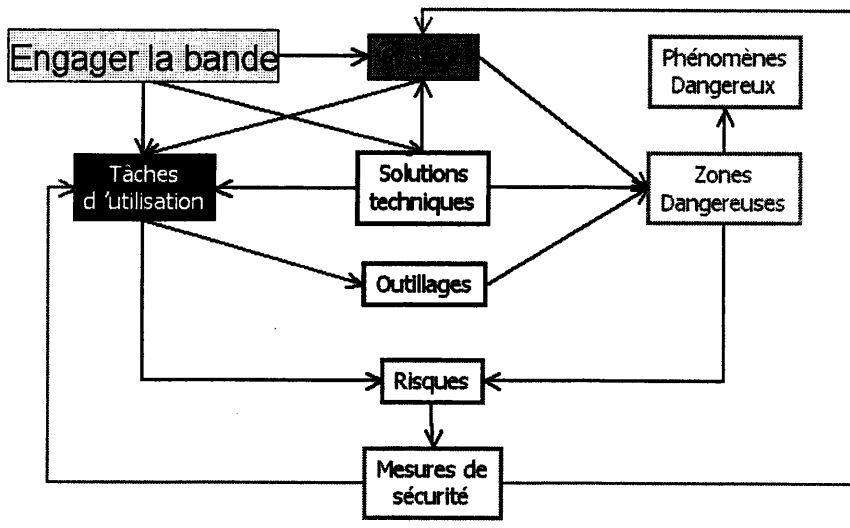 Engager la bande
Phénomènes
Dangereux
Tâches
d 'utilisation
Solutions
techniques
Zones
Dangereuses
Outillages
Risques
Mesures de
sécurité